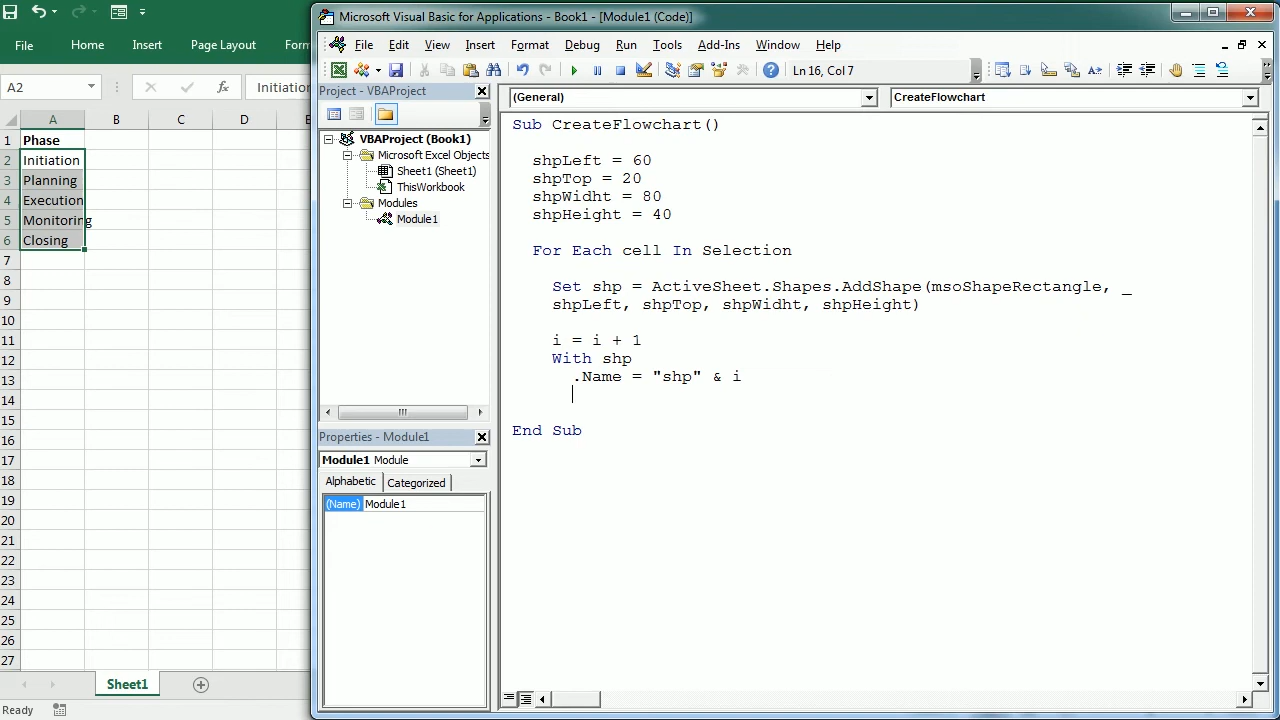 Microsoft Visual Basic for Applications - Book1 - [Module1 (Code)]
File Home Insert Page Layout Form
File Edit View Insert Format Debug Run Tools Add-Ins Window Help
Ln 16, Col 7
A2 fx Initiation
Project - VBAProject
(General) CreateFlowchart
A B C D E
1 Phase
2 Initiation
3 Planning
4 Execution
5 Monitoring
6 Closing
7
8
9
10
11
12
13
14
15
16
17
18
19
20
21
22
23
24
25
26
27
VBAProject (Book1)
Microsoft Excel Objects
Sheet1 (Sheet1)
ThisWorkbook
Modules
Module1
Properties - Module1
Module1 Module
Alphabetic Categorized
(Name) Module1
Sub CreateFlowchart()
shpLeft = 60
shpTop = 20
shpWidht = 80
shpHeight = 40
For Each cell In Selection
Set shp = ActiveSheet.Shapes.AddShape(msoShapeRectangle, _
shpLeft, shpTop, shpWidht, shpHeight)
i = i + 1
With shp
.Name = "shp" & i
End Sub
Sheet1
Ready